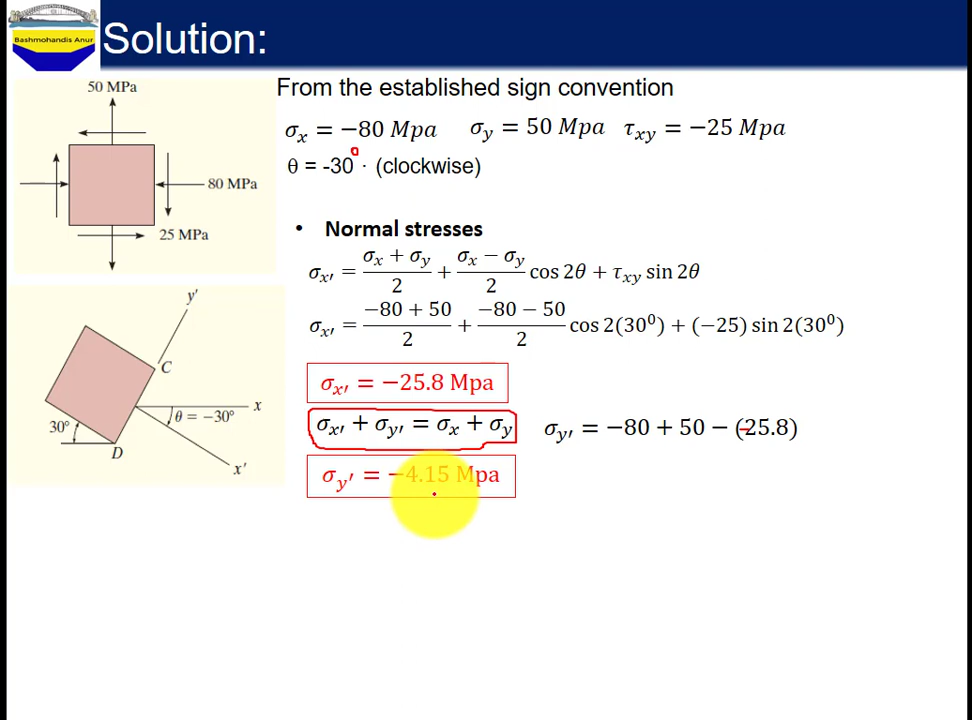 Bashmohandis Anur
Solution:
From the established sign convention
σx = −80 Mpa σy = 50 Mpa τxy = −25 Mpa
θ = -30° · (clockwise)
50 MPa
80 MPa
25 MPa
• Normal stresses
σx′ = (σx + σy)/2 + (σx − σy)/2 cos 2θ + τxy sin 2θ
σx′ = (−80 + 50)/2 + (−80 − 50)/2 cos 2(30⁰) + (−25) sin 2(30⁰)
σx′ = −25.8 Mpa
σx′ + σy′ = σx + σy
σy′ = −80 + 50 − (−25.8)
σy′ = −4.15 Mpa
y′
C
x
θ = −30°
30°
D
x′